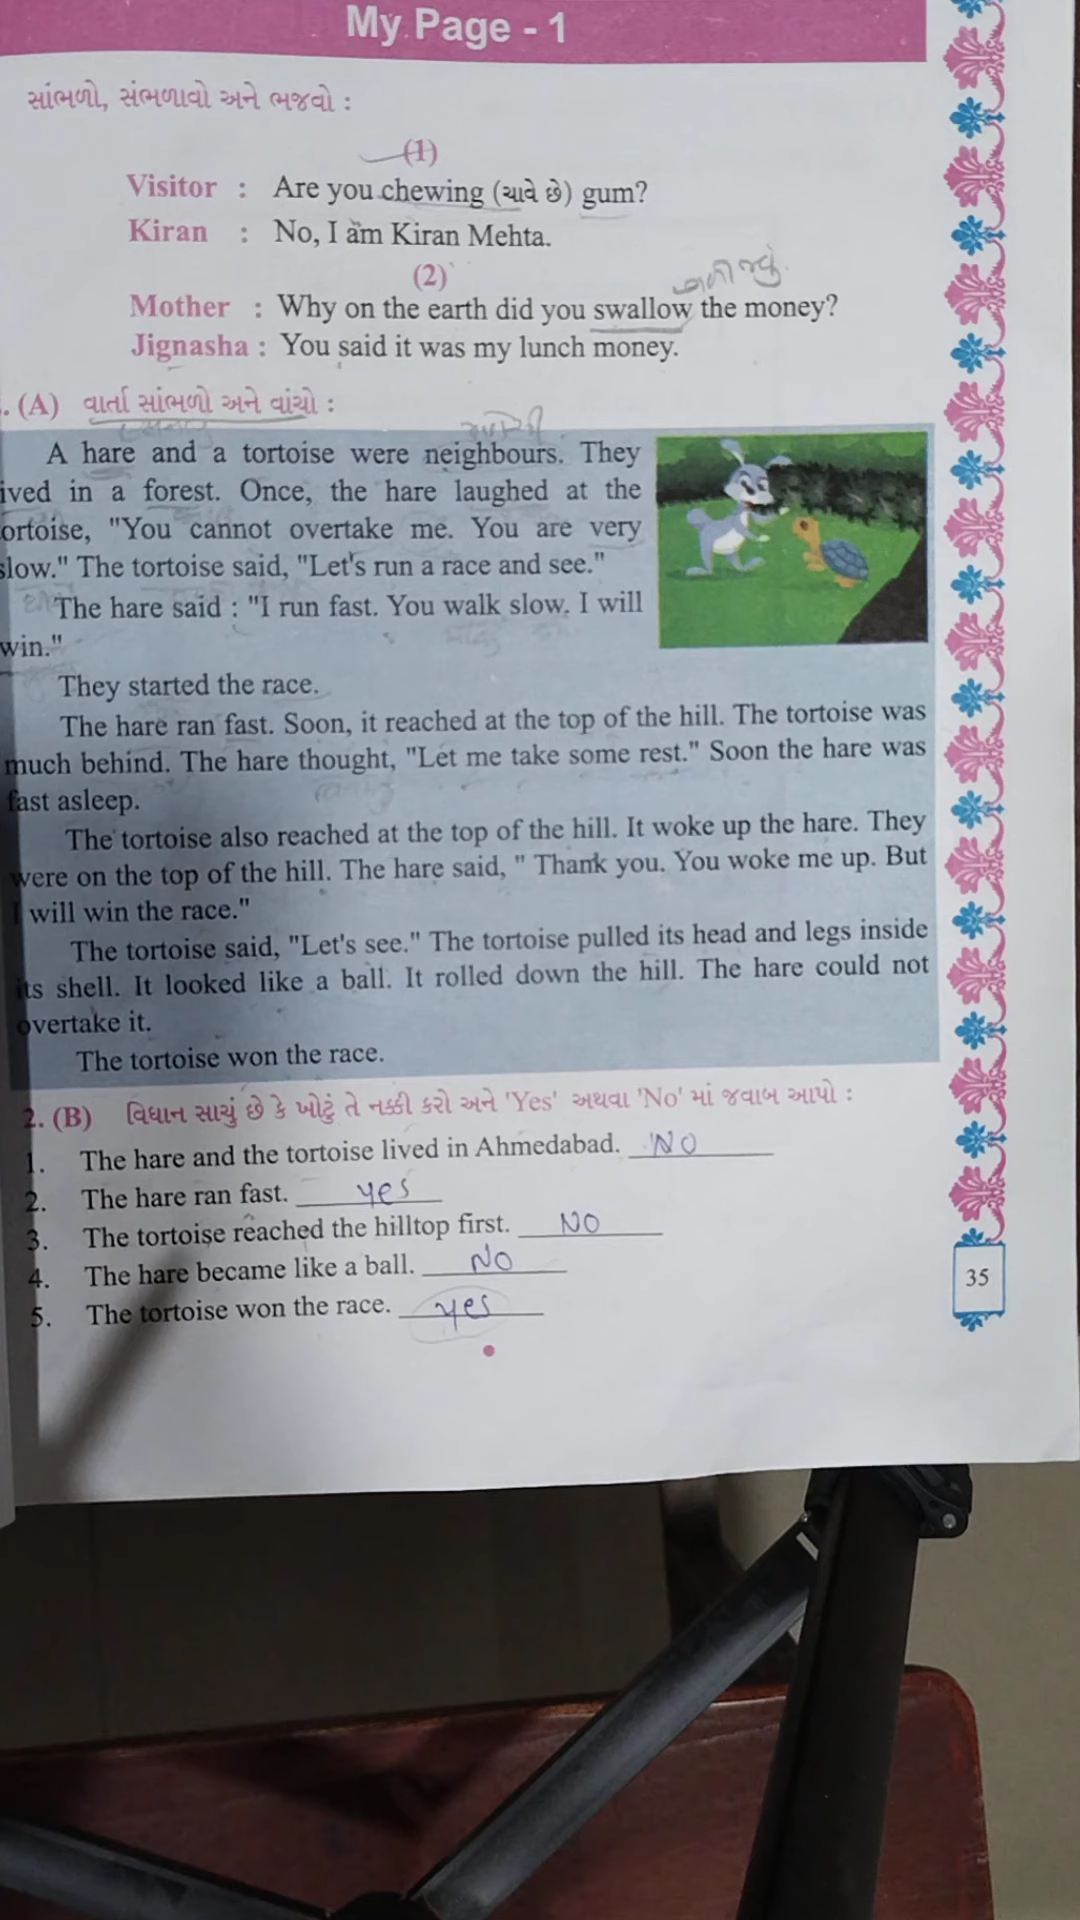 My Page - 1
સાંભળો, સંભળાવો અને ભજવો :
(1)
Visitor : Are you chewing (ચાવે છે) gum?
Kiran : No, I am Kiran Mehta.
(2)
ગળી જવું.
Mother : Why on the earth did you swallow the money?
Jignasha : You said it was my lunch money.
. (A) વાર્તા સાંભળો અને વાંચો :
A hare and a tortoise were neighbours. They
ived in a forest. Once, the hare laughed at the
ortoise, "You cannot overtake me. You are very
slow." The tortoise said, "Let's run a race and see."
The hare said : "I run fast. You walk slow. I will
win."
They started the race.
The hare ran fast. Soon, it reached at the top of the hill. The tortoise was
much behind. The hare thought, "Let me take some rest." Soon the hare was
fast asleep.
The tortoise also reached at the top of the hill. It woke up the hare. They
were on the top of the hill. The hare said, " Thank you. You woke me up. But
I will win the race."
The tortoise said, "Let's see." The tortoise pulled its head and legs inside
its shell. It looked like a ball. It rolled down the hill. The hare could not
overtake it.
The tortoise won the race.
2. (B) વિધાન સાચું છે કે ખોટું તે નક્કી કરો અને 'Yes' અથવા 'No' માં જવાબ આપો :
1. The hare and the tortoise lived in Ahmedabad. NO
2. The hare ran fast. yes
3. The tortoise reached the hilltop first. NO
4. The hare became like a ball. NO
5. The tortoise won the race. yes
35